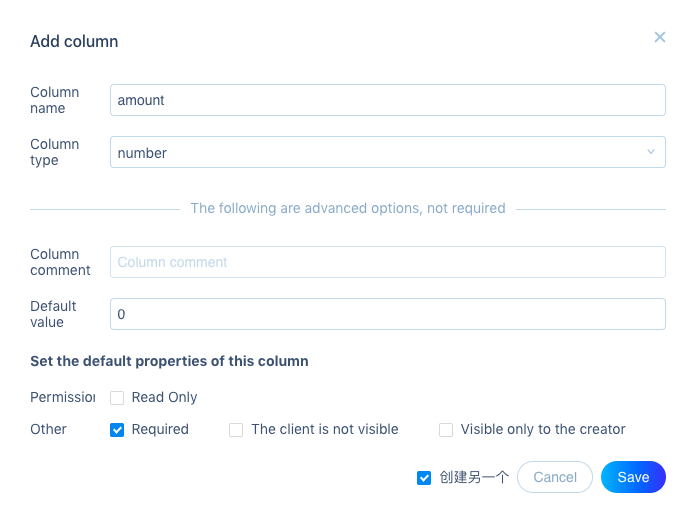 Add column
Column name
amount
Column type
number
The following are advanced options, not required
Column comment
Column comment
Default value
0
Set the default properties of this column
Permission
Read Only
Other
Required
The client is not visible
Visible only to the creator
创建另一个
Cancel
Save